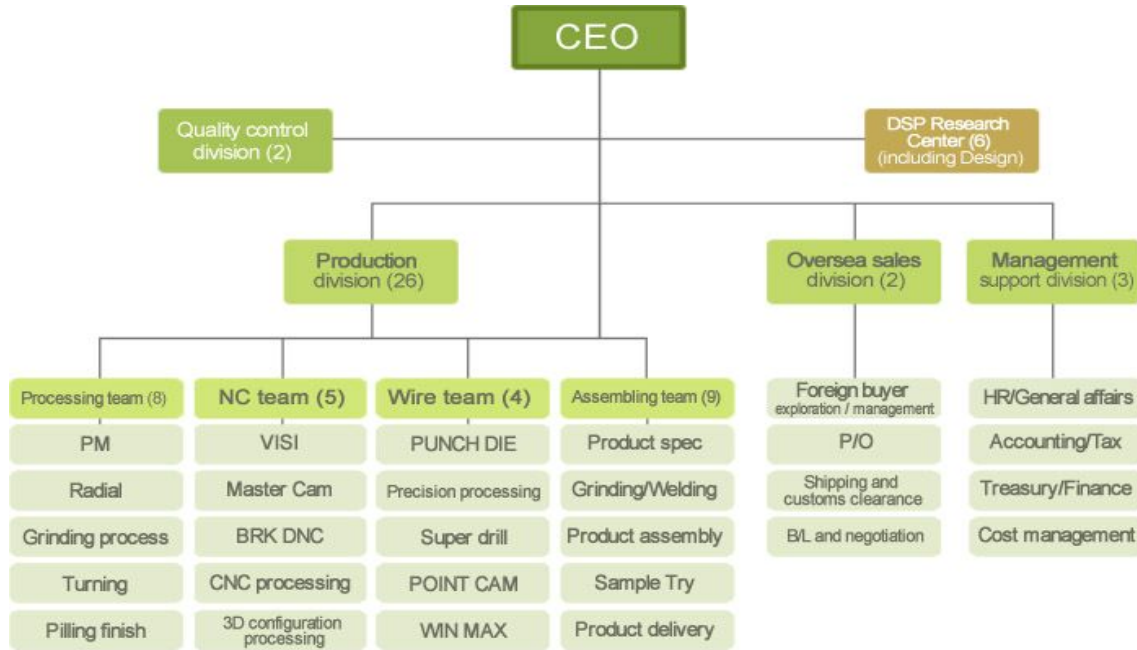 CEO
Quality control
division (2)
DSP Research
Center (6)
(including Design)
Production
division (26)
Oversea sales
division (2)
Management
support division (3)
Processing team (8)
PM
Radial
Grinding process
Turning
Pilling finish
NC team (5)
VISI
Master Cam
BRK DNC
CNC processing
3D configuration
processing
Wire team (4)
PUNCH DIE
Precision processing
Super drill
POINT CAM
WIN MAX
Assembling team (9)
Product spec
Grinding/Welding
Product assembly
Sample Try
Product delivery
Foreign buyer
exploration / management
P/O
Shipping and
customs clearance
B/L and negotiation
HR/General affairs
Accounting/Tax
Treasury/Finance
Cost management